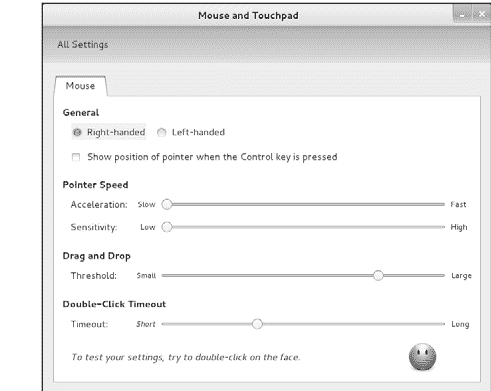 Mouse and Touchpad
All Settings
Mouse
General
Right-handed Left-handed
Show position of pointer when the Control key is pressed
Pointer Speed
Acceleration: Slow Fast
Sensitivity: Low High
Drag and Drop
Threshold: Small Large
Double-Click Timeout
Timeout: Short Long
To test your settings, try to double-click on the face.